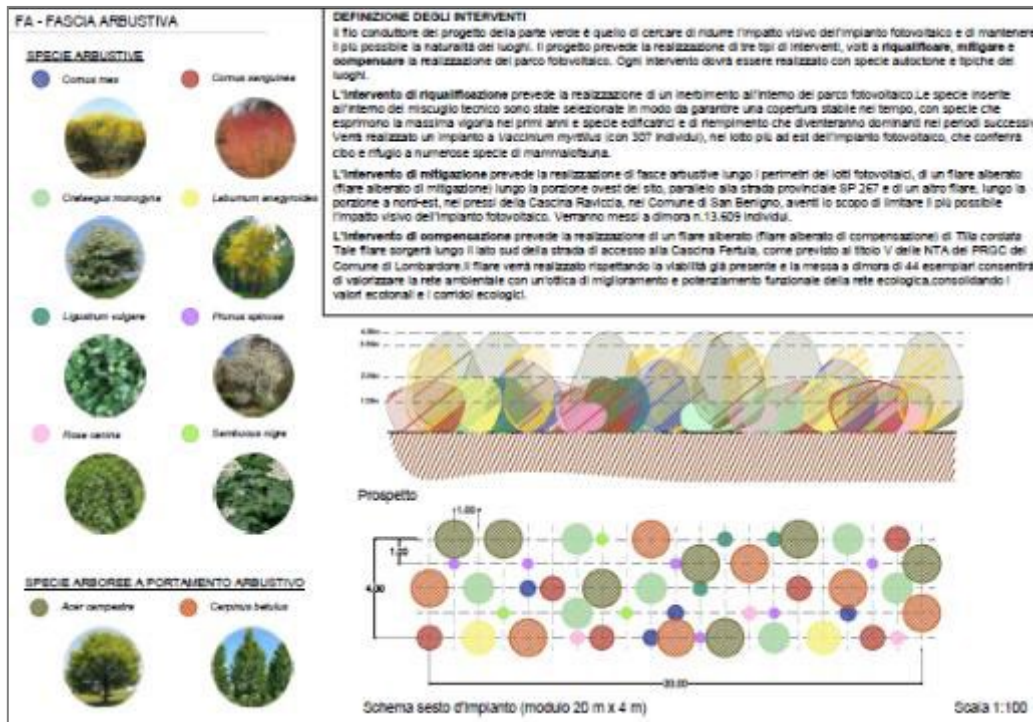 FA - FASCIA ARBUSTIVA
SPECIE ARBUSTIVE
Cornus mas
Cornus sanguinea
Crataegus monogyna
Laburnum anagyroides
Ligustrum vulgare
Prunus spinosa
Rosa canina
Sambucus nigra
SPECIE ARBOREE A PORTAMENTO ARBUSTIVO
Acer campestre
Carpinus betulus
DEFINIZIONE DEGLI INTERVENTI
Il filo conduttore del progetto della parte verde è quello di cercare di ridurre l'impatto visivo dell'impianto fotovoltaico e di mantenere
il più possibile la naturalità dei luoghi. Il progetto prevede la realizzazione di tre tipi di interventi, volti a riqualificare, mitigare e
compensare la realizzazione del parco fotovoltaico. Ogni intervento dovrà essere realizzato con specie autoctone e tipiche dei
luoghi.
L'intervento di riqualificazione prevede la realizzazione di un inerbimento all'interno del parco fotovoltaico.Le specie inserite
all'interno del miscuglio tecnico sono state selezionate in modo da garantire una copertura stabile nel tempo, con specie che
esprimono la massima vigoria nei primi anni e specie edificatrici e di riempimento che diventeranno dominanti nei periodi successivi
Verrà realizzato un impianto a Vaccinium myrtillus (con 307 individui), nel lotto più ad est dell'impianto fotovoltaico, che conferirà
cibo e rifugio a numerose specie di mammalofauna.
L'intervento di mitigazione prevede la realizzazione di fasce arbustive lungo i perimetri dei lotti fotovoltaici, di un filare alberato
(filare alberato di mitigazione) lungo la porzione ovest del sito, parallelo alla strada provinciale SP 267 e di un altro filare, lungo la
porzione a nord-est, nei pressi della Cascina Raviccia, nel Comune di San Benigno, aventi lo scopo di limitare il più possibile
l'impatto visivo dell'impianto fotovoltaico. Verranno messi a dimora n.13.609 individui.
L'intervento di compensazione prevede la realizzazione di un filare alberato (filare alberato di compensazione) di Tilia cordata
Tale filare sorgerà lungo il lato sud della strada di accesso alla Cascina Fertula, come previsto al titolo V delle NTA del PRGC del
Comune di Lombardore.Il filare verrà realizzato rispettando la viabilità già presente e la messa a dimora di 44 esemplari consentirà
di valorizzare la rete ambientale con un'ottica di miglioramento e potenziamento funzionale della rete ecologica,consolidando i
valori ecotonali e i corridoi ecologici.
Prospetto
1.00
1.00
4.00
20.00
Schema sesto d'impianto (modulo 20 m x 4 m)
Scala 1:100